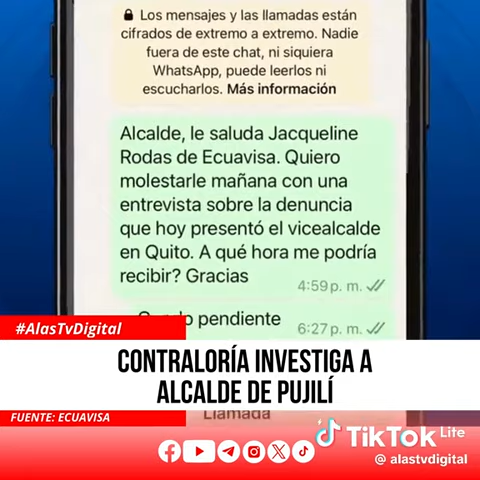 Los mensajes y las llamadas están
cifrados de extremo a extremo. Nadie
fuera de este chat, ni siquiera
WhatsApp, puede leerlos ni
escucharlos. Más información
Alcalde, le saluda Jacqueline
Rodas de Ecuavisa. Quiero
molestarle mañana con una
entrevista sobre la denuncia
que hoy presentó el vicealcalde
en Quito. A qué hora me podría
recibir? Gracias
4:59 p. m.
pendiente
6:27 p. m.
#AlasTvDigital
CONTRALORÍA INVESTIGA A
ALCALDE DE PUJILÍ
FUENTE: ECUAVISA
Llamada
TikTok Lite
@ alastvdigital